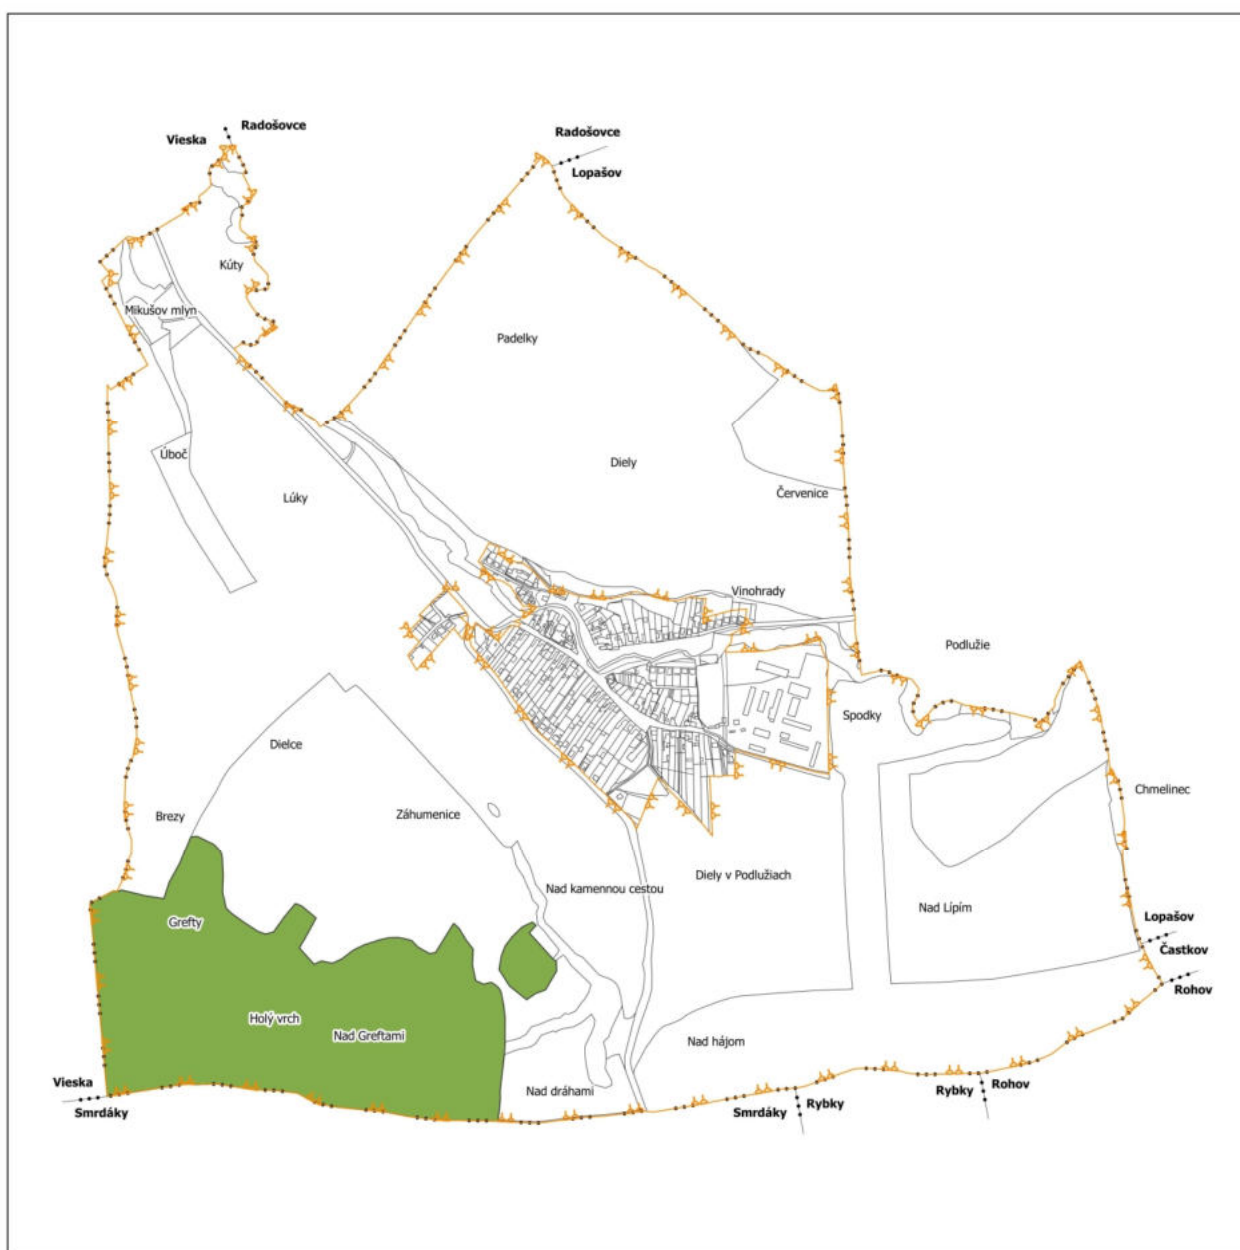 Radošovce
Vieska
Radošovce
Lopašov
Kúty
Mikušov mlyn
Padelky
Úboč
Diely
Lúky
Červenice
Vinohrady
Podlužie
Spodky
Dielce
Chmelinec
Brezy
Záhumenice
Diely v Podlužiach
Nad kamennou cestou
Nad Lípím
Lopašov
Grefty
Častkov
Rohov
Holý vrch
Nad Greftami
Nad hájom
Vieska
Smrdáky
Nad dráhami
Rohov
Rybky
Smrdáky
Rybky